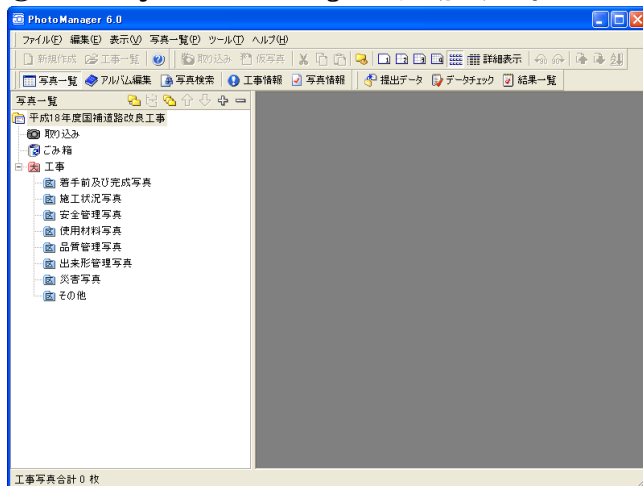 PhotoManager 6.0
ファイル(F) 編集(E) 表示(V) 写真一覧(P) ツール(T) ヘルプ(H)
新規作成 工事一覧 取り込み 仮写真 詳細表示
写真一覧 アルバム編集 写真検索 工事情報 写真情報 提出データ データチェック 結果一覧
写真一覧
平成18年度国補道路改良工事
取り込み
ごみ箱
工事
着手前及び完成写真
施工状況写真
安全管理写真
使用材料写真
品質管理写真
出来形管理写真
災害写真
その他
工事写真合計 0 枚